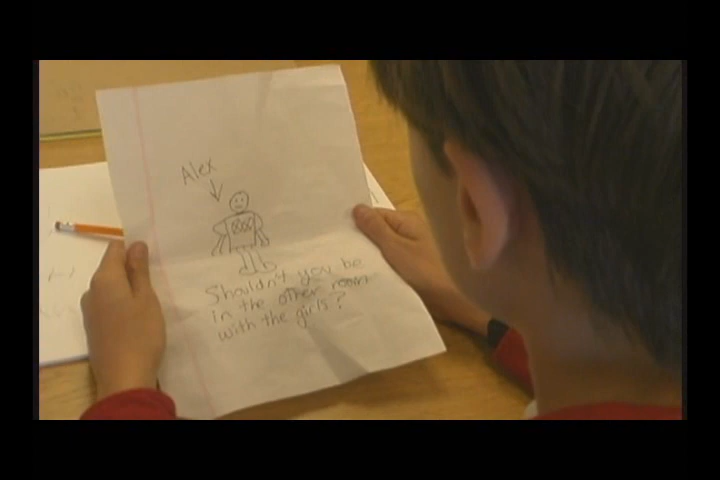 Alex
Shouldn't you be
in the other room
with the girls?